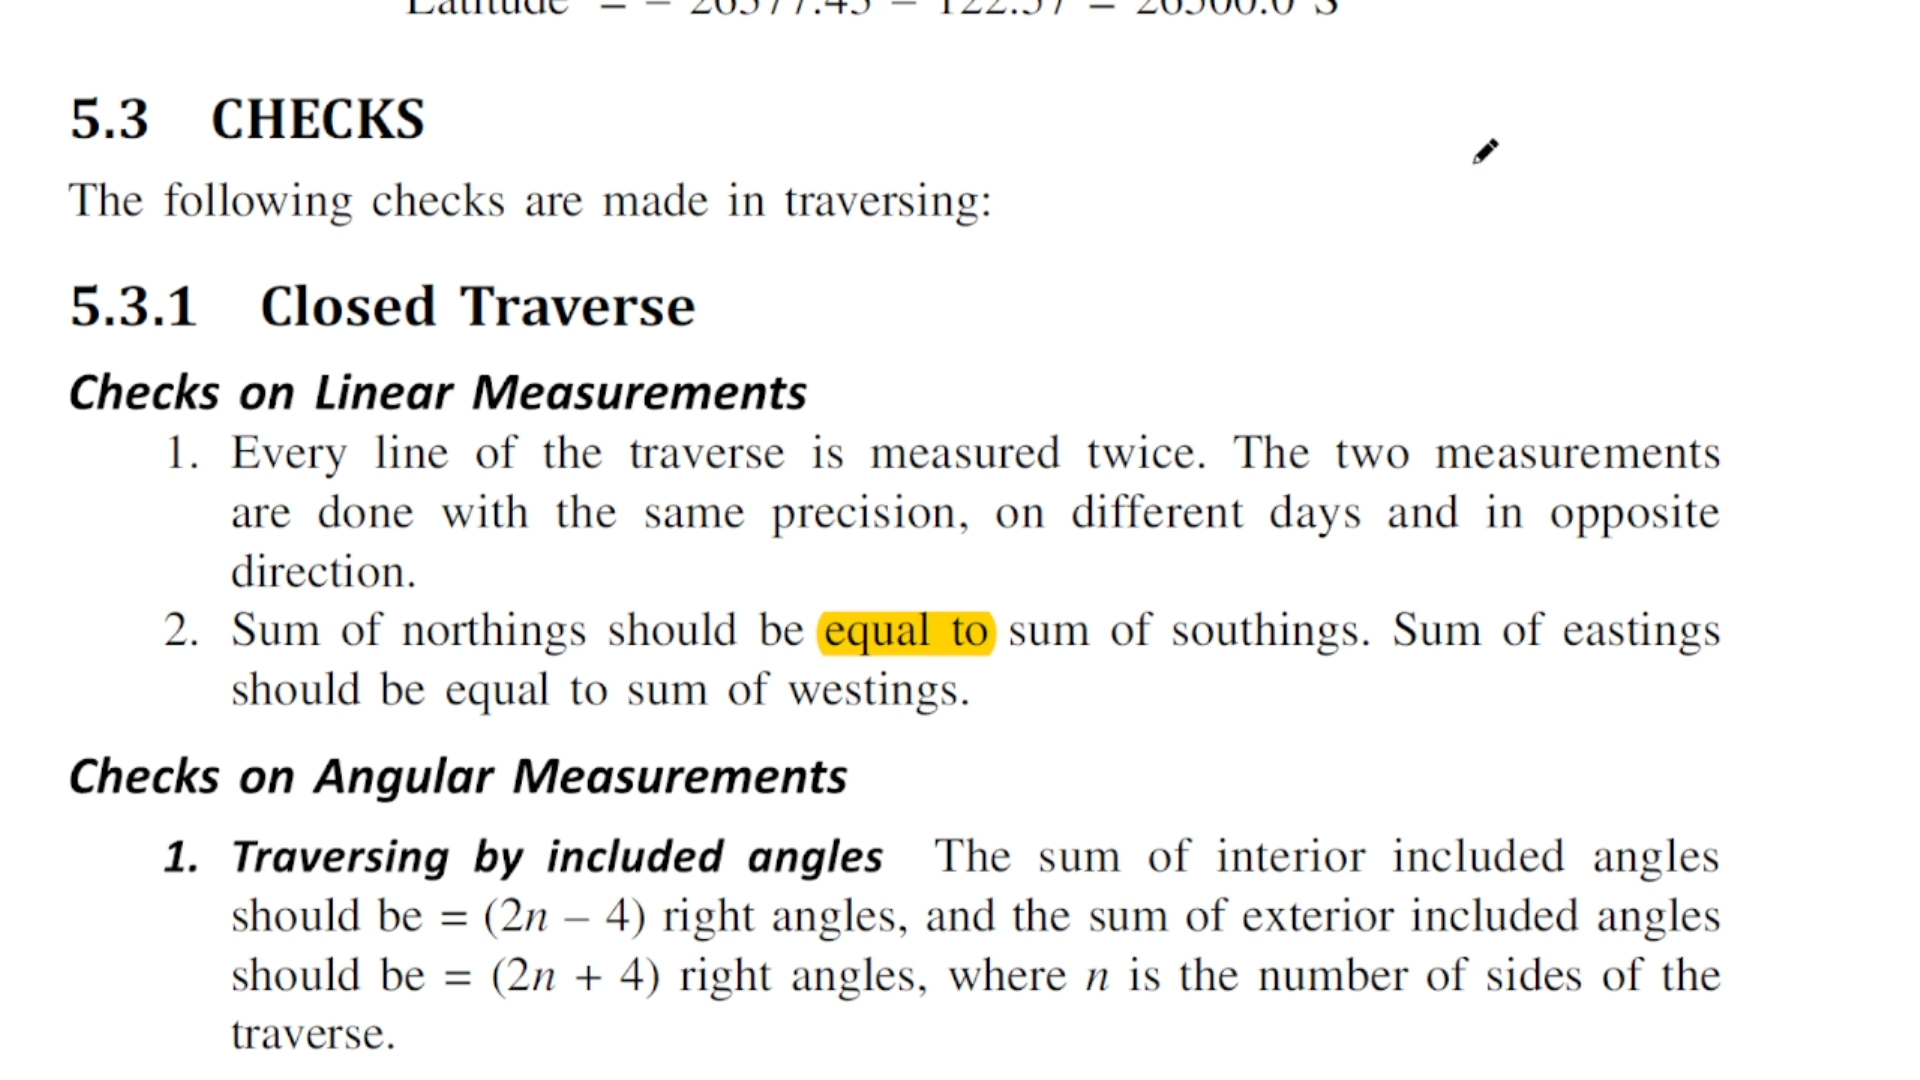 5.3 CHECKS
The following checks are made in traversing:
5.3.1 Closed Traverse
Checks on Linear Measurements
1. Every line of the traverse is measured twice. The two measurements
are done with the same precision, on different days and in opposite
direction.
2. Sum of northings should be equal to sum of southings. Sum of eastings
should be equal to sum of westings.
Checks on Angular Measurements
1. Traversing by included angles The sum of interior included angles
should be = (2n – 4) right angles, and the sum of exterior included angles
should be = (2n + 4) right angles, where n is the number of sides of the
traverse.